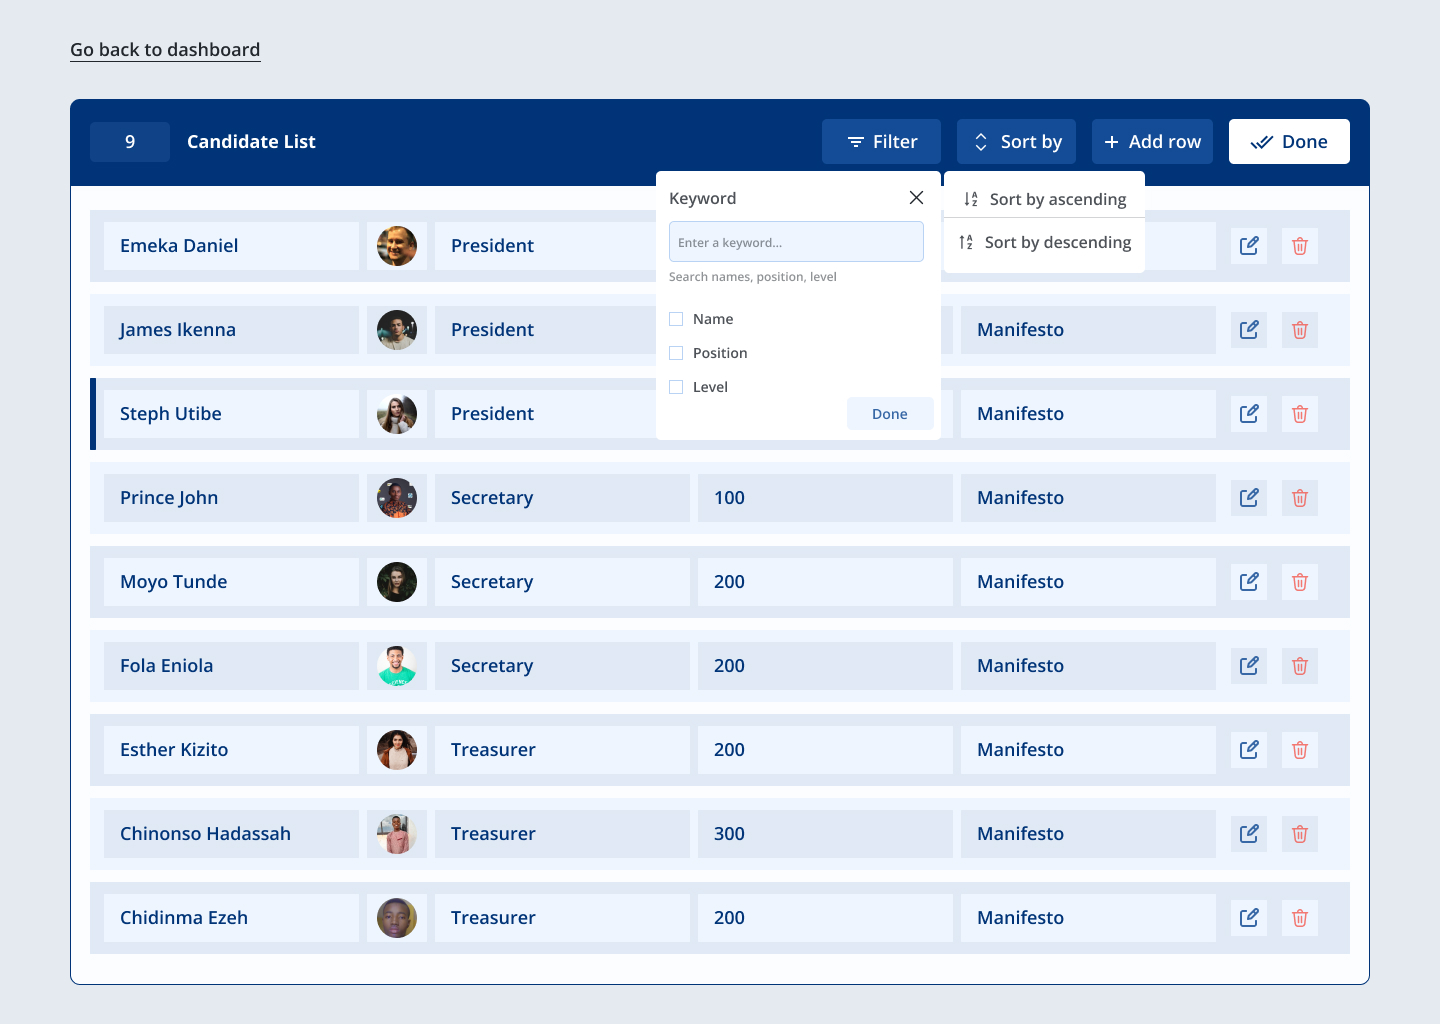 Go back to dashboard
9 Candidate List Filter Sort by Add row Done
Keyword
Enter a keyword...
Search names, position, level
Name
Position
Level
Done
Sort by ascending
Sort by descending
Emeka Daniel President
James Ikenna President Manifesto
Steph Utibe President Manifesto
Prince John Secretary 100 Manifesto
Moyo Tunde Secretary 200 Manifesto
Fola Eniola Secretary 200 Manifesto
Esther Kizito Treasurer 200 Manifesto
Chinonso Hadassah Treasurer 300 Manifesto
Chidinma Ezeh Treasurer 200 Manifesto